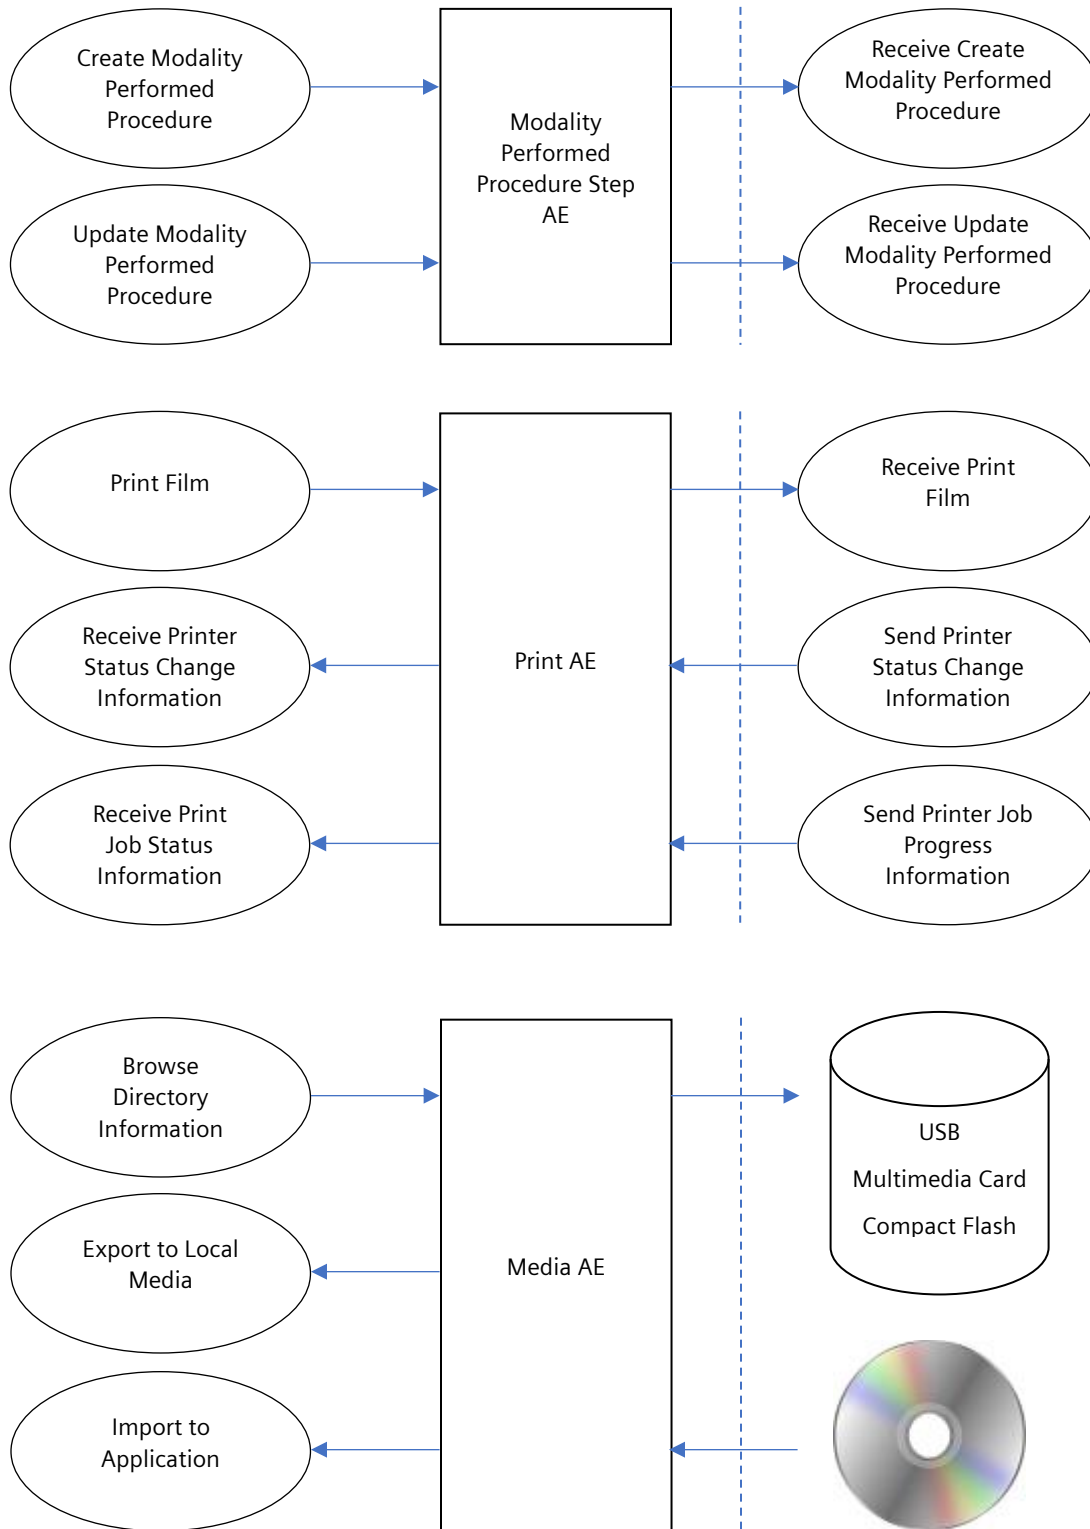 Create Modality
Performed
Procedure
Modality
Performed
Procedure Step
AE
Receive Create
Modality Performed
Procedure
Update Modality
Performed
Procedure
Receive Update
Modality Performed
Procedure
Print Film
Receive Print
Film
Receive Printer
Status Change
Information
Print AE
Send Printer
Status Change
Information
Receive Print
Job Status
Information
Send Printer Job
Progress
Information
Browse
Directory
Information
USB
Multimedia Card
Compact Flash
Export to Local
Media
Media AE
Import to
Application